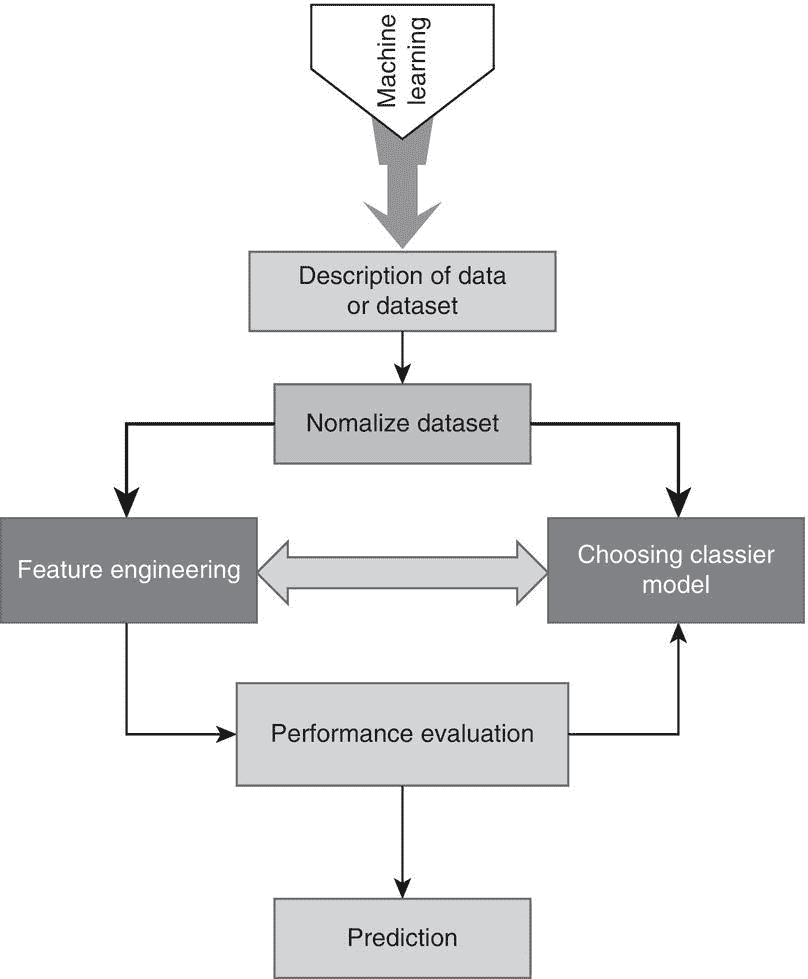 Machine
learning
Description of data
or dataset
Nomalize dataset
Feature engineering
Choosing classier
model
Performance evaluation
Prediction